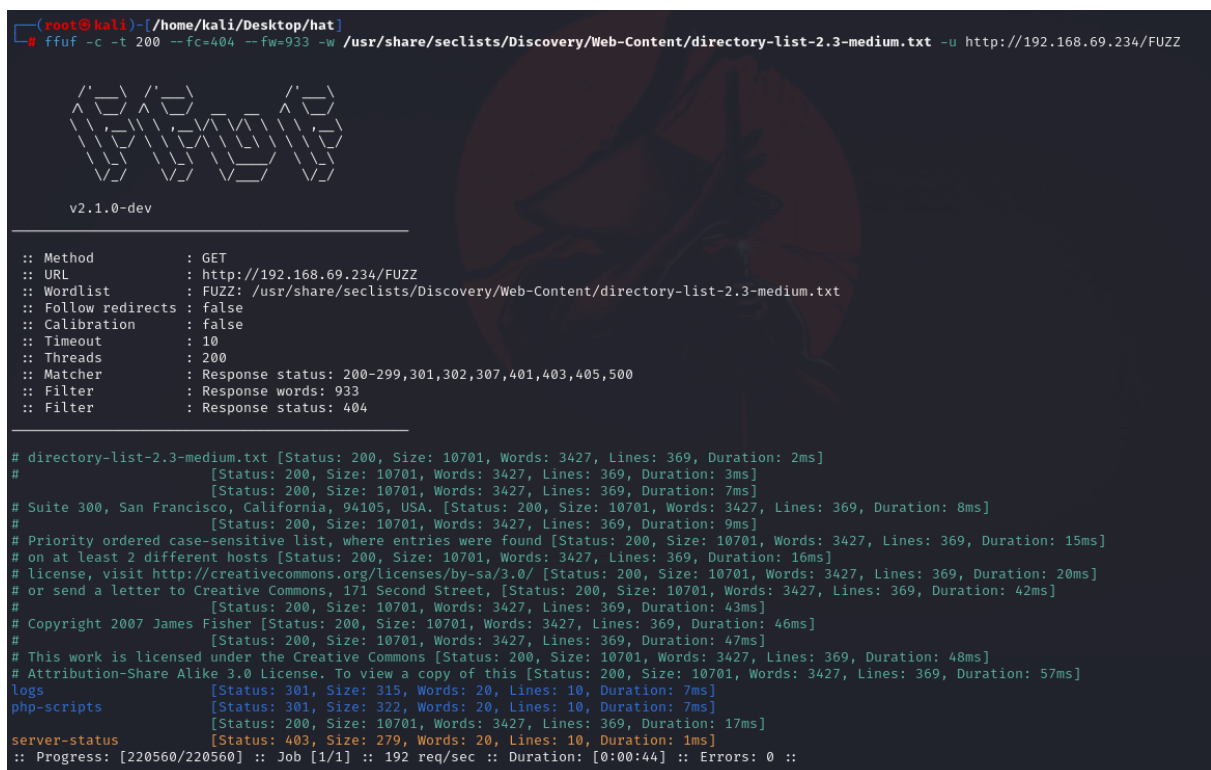 ┌──(root㉿kali)-[/home/kali/Desktop/hat]
└─# ffuf -c -t 200 --fc=404 --fw=933 -w /usr/share/seclists/Discovery/Web-Content/directory-list-2.3-medium.txt -u http://192.168.69.234/FUZZ
v2.1.0-dev
:: Method : GET
:: URL : http://192.168.69.234/FUZZ
:: Wordlist : FUZZ: /usr/share/seclists/Discovery/Web-Content/directory-list-2.3-medium.txt
:: Follow redirects : false
:: Calibration : false
:: Timeout : 10
:: Threads : 200
:: Matcher : Response status: 200-299,301,302,307,401,403,405,500
:: Filter : Response words: 933
:: Filter : Response status: 404
# directory-list-2.3-medium.txt [Status: 200, Size: 10701, Words: 3427, Lines: 369, Duration: 2ms]
# [Status: 200, Size: 10701, Words: 3427, Lines: 369, Duration: 3ms]
[Status: 200, Size: 10701, Words: 3427, Lines: 369, Duration: 7ms]
# Suite 300, San Francisco, California, 94105, USA. [Status: 200, Size: 10701, Words: 3427, Lines: 369, Duration: 8ms]
# [Status: 200, Size: 10701, Words: 3427, Lines: 369, Duration: 9ms]
# Priority ordered case-sensitive list, where entries were found [Status: 200, Size: 10701, Words: 3427, Lines: 369, Duration: 15ms]
# on at least 2 different hosts [Status: 200, Size: 10701, Words: 3427, Lines: 369, Duration: 16ms]
# license, visit http://creativecommons.org/licenses/by-sa/3.0/ [Status: 200, Size: 10701, Words: 3427, Lines: 369, Duration: 20ms]
# or send a letter to Creative Commons, 171 Second Street, [Status: 200, Size: 10701, Words: 3427, Lines: 369, Duration: 42ms]
# [Status: 200, Size: 10701, Words: 3427, Lines: 369, Duration: 43ms]
# Copyright 2007 James Fisher [Status: 200, Size: 10701, Words: 3427, Lines: 369, Duration: 46ms]
# [Status: 200, Size: 10701, Words: 3427, Lines: 369, Duration: 47ms]
# This work is licensed under the Creative Commons [Status: 200, Size: 10701, Words: 3427, Lines: 369, Duration: 48ms]
# Attribution-Share Alike 3.0 License. To view a copy of this [Status: 200, Size: 10701, Words: 3427, Lines: 369, Duration: 57ms]
logs [Status: 301, Size: 315, Words: 20, Lines: 10, Duration: 7ms]
php-scripts [Status: 301, Size: 322, Words: 20, Lines: 10, Duration: 7ms]
[Status: 200, Size: 10701, Words: 3427, Lines: 369, Duration: 17ms]
server-status [Status: 403, Size: 279, Words: 20, Lines: 10, Duration: 1ms]
:: Progress: [220560/220560] :: Job [1/1] :: 192 req/sec :: Duration: [0:00:44] :: Errors: 0 ::